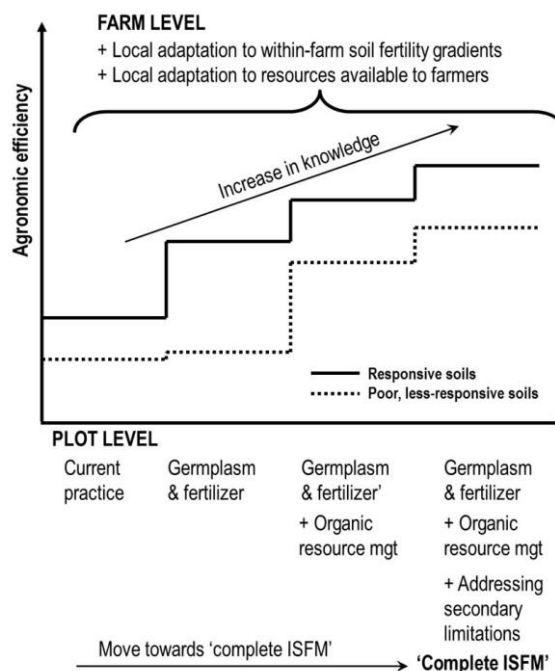 FARM LEVEL
+ Local adaptation to within-farm soil fertility gradients
+ Local adaptation to resources available to farmers
Agronomic efficiency
Increase in knowledge
Responsive soils
Poor, less-responsive soils
PLOT LEVEL
Current
practice
Germplasm
& fertilizer
Germplasm
& fertilizer’
+ Organic
resource mgt
Germplasm
& fertilizer
+ Organic
resource mgt
+ Addressing
secondary
limitations
Move towards ‘complete ISFM’
‘Complete ISFM’